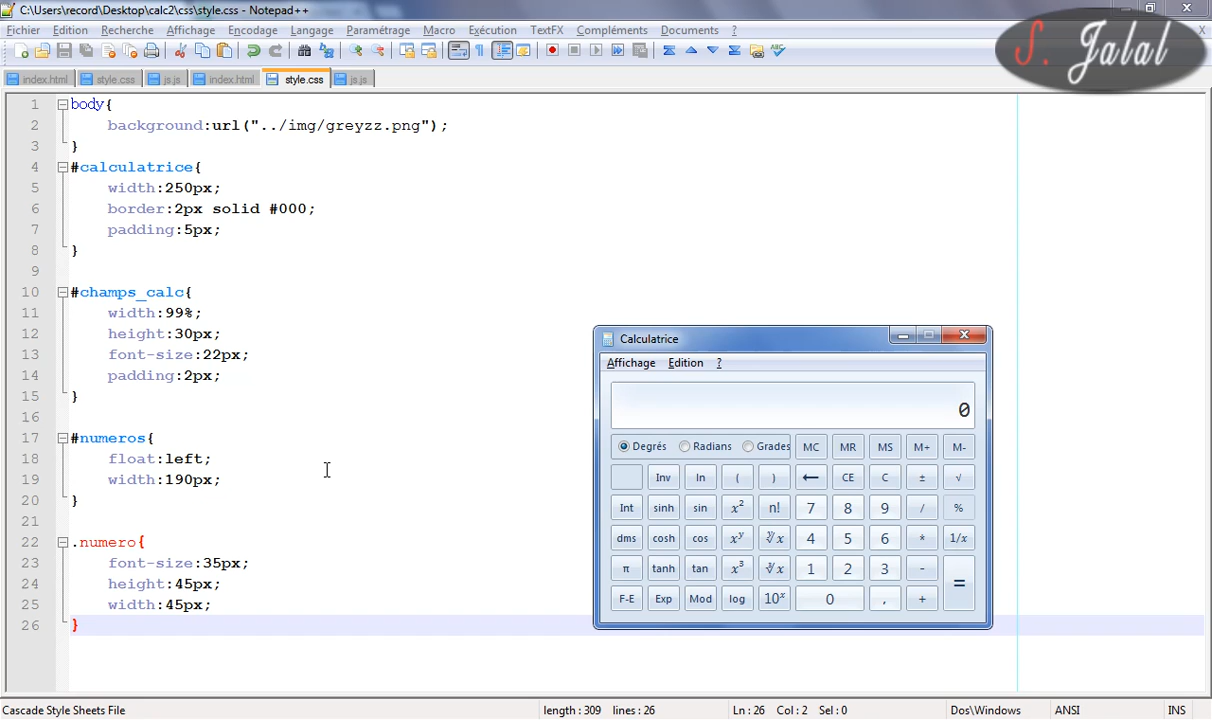 C:\Users\record\Desktop\calc2\css\style.css - Notepad++
Fichier Edition Recherche Affichage Encodage Langage Paramétrage Macro Exécution TextFX Compléments Documents ?
S. Jalal
index.html style.css js.js index.html style.css js.js
1 body{
2 background:url("../img/greyzz.png");
3 }
4 #calculatrice{
5 width:250px;
6 border:2px solid #000;
7 padding:5px;
8 }
9
10 #champs_calc{
11 width:99%;
12 height:30px;
13 font-size:22px;
14 padding:2px;
15 }
16
17 #numeros{
18 float:left;
19 width:190px;
20 }
21
22 .numero{
23 font-size:35px;
24 height:45px;
25 width:45px;
26 }
Calculatrice
Affichage Edition ?
0
Degrés Radians Grades MC MR MS M+ M-
Inv ln ( ) ← CE C ± √
Int sinh sin x² n! 7 8 9 / %
dms cosh cos xʸ ʸ√x 4 5 6 * 1/x
π tanh tan x³ ³√x 1 2 3 - =
F-E Exp Mod log 10ˣ 0 , +
Cascade Style Sheets File length : 309 lines : 26 Ln : 26 Col : 2 Sel : 0 Dos\Windows ANSI INS